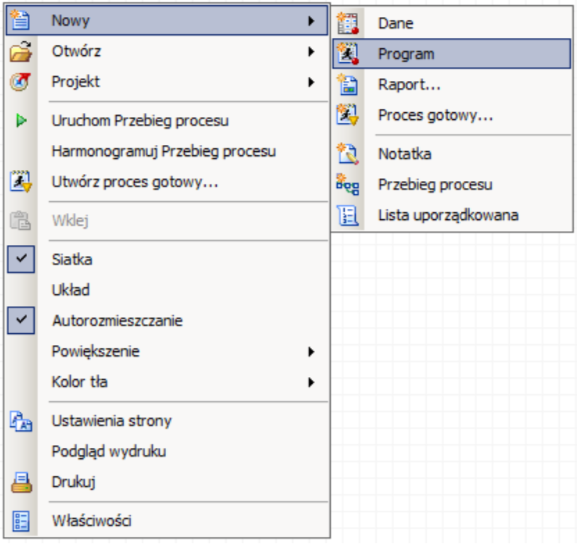 Nowy
Otwórz
Projekt
Uruchom Przebieg procesu
Harmonogramuj Przebieg procesu
Utwórz proces gotowy...
Wklej
Siatka
Układ
Autorozmieszczanie
Powiększenie
Kolor tła
Ustawienia strony
Podgląd wydruku
Drukuj
Właściwości
Dane
Program
Raport...
Proces gotowy...
Notatka
Przebieg procesu
Lista uporządkowana